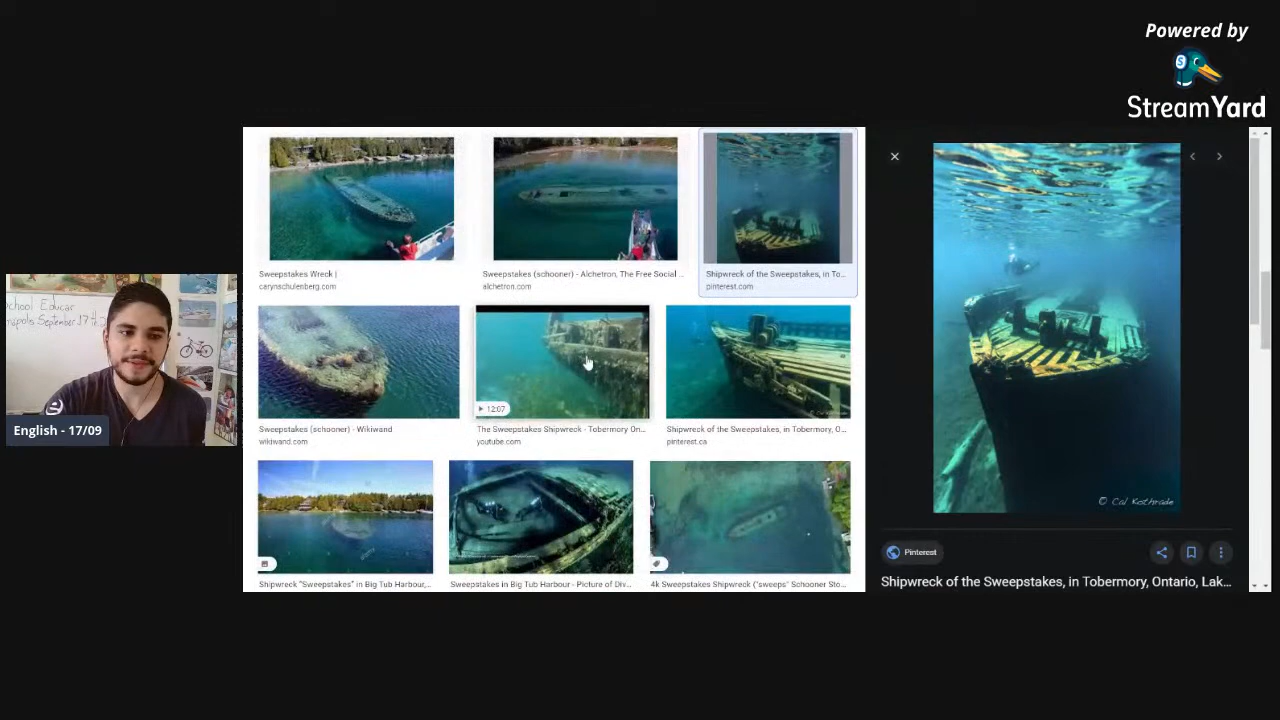 Powered by
StreamYard
Sweepstakes Wreck |
carynschulenberg.com
Sweepstakes (schooner) - Alchetron, The Free Social ...
alchetron.com
Shipwreck of the Sweepstakes, in To...
pinterest.com
chool Educar
September 17
English - 17/09
12:07
Sweepstakes (schooner) - Wikiwand
wikiwand.com
The Sweepstakes Shipwreck - Tobermory On...
youtube.com
Shipwreck of the Sweepstakes, in Tobermory, O...
pinterest.ca
Shipwreck "Sweepstakes" in Big Tub Harbour,...
Sweepstakes in Big Tub Harbour - Picture of Div...
4k Sweepstakes Shipwreck ("sweeps" Schooner Sto...
© Cal Kothrade
Pinterest
Shipwreck of the Sweepstakes, in Tobermory, Ontario, Lak...